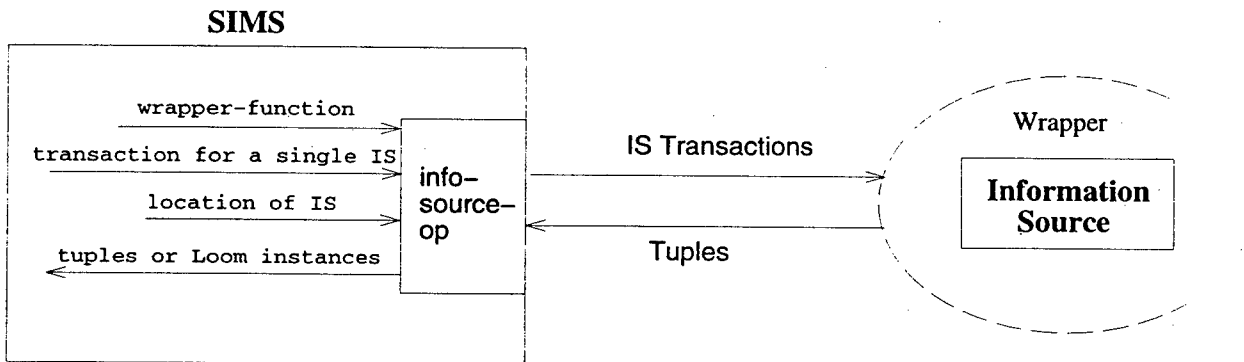 SIMS
wrapper-function
transaction for a single IS
location of IS
tuples or Loom instances
info-
source-
op
IS Transactions
Tuples
Wrapper
Information
Source